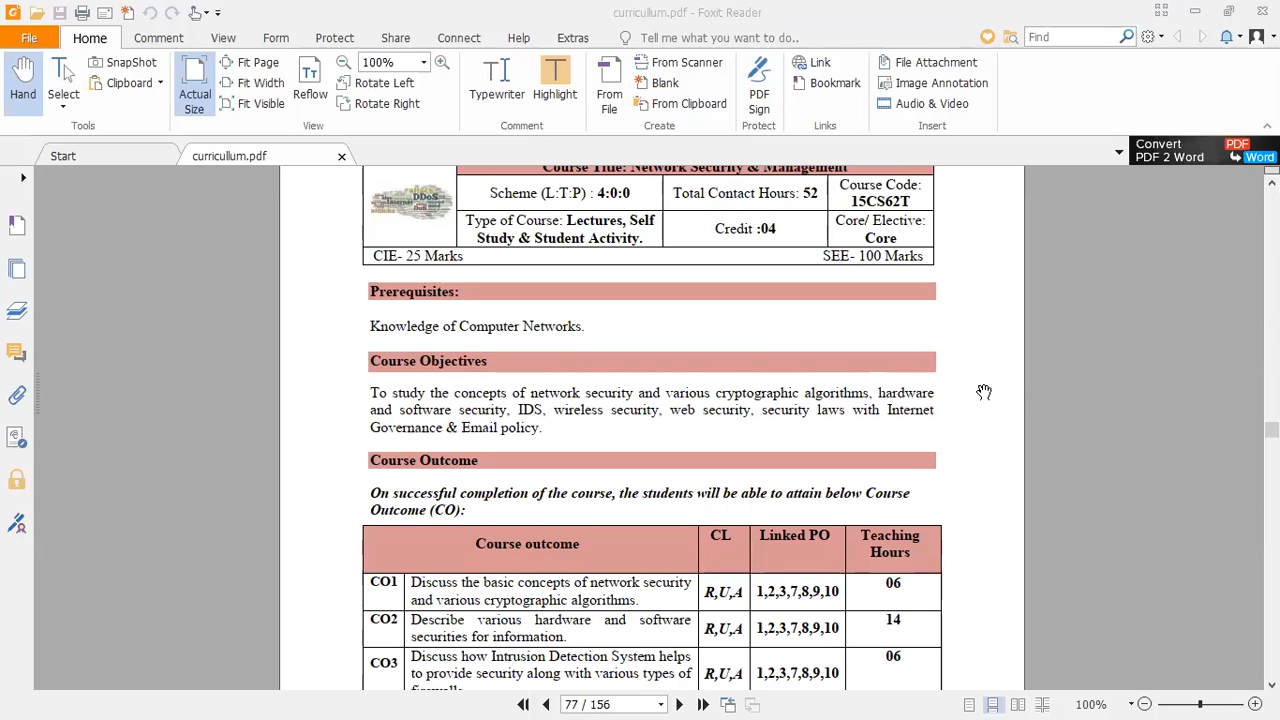 curriculum.pdf - Foxit Reader
File Home Comment View Form Protect Share Connect Help Extras Tell me what you want to do... Find
Hand
Select
SnapShot
Clipboard
Tools
Actual Size
Fit Page
Fit Width
Fit Visible
Reflow
100%
Rotate Left
Rotate Right
View
Typewriter
Highlight
Comment
From File
From Scanner
Blank
From Clipboard
Create
PDF Sign
Protect
Link
Bookmark
Links
File Attachment
Image Annotation
Audio & Video
Insert
Start
curriculum.pdf
Convert PDF
PDF 2 Word Word
Course Title: Network Security & Management
DDoS
Internet
Scheme (L:T:P) : 4:0:0
Total Contact Hours: 52
Course Code:
15CS62T
Type of Course: Lectures, Self
Study & Student Activity.
Credit :04
Core/ Elective:
Core
CIE- 25 Marks SEE- 100 Marks
Prerequisites:
Knowledge of Computer Networks.
Course Objectives
To study the concepts of network security and various cryptographic algorithms, hardware
and software security, IDS, wireless security, web security, security laws with Internet
Governance & Email policy.
Course Outcome
On successful completion of the course, the students will be able to attain below Course
Outcome (CO):
Course outcome CL Linked PO Teaching
Hours
CO1 Discuss the basic concepts of network security
and various cryptographic algorithms.
R,U,A 1,2,3,7,8,9,10 06
CO2 Describe various hardware and software
securities for information.
R,U,A 1,2,3,7,8,9,10 14
CO3 Discuss how Intrusion Detection System helps
to provide security along with various types of
firewalls
R,U,A 1,2,3,7,8,9,10 06
77 / 156
100%